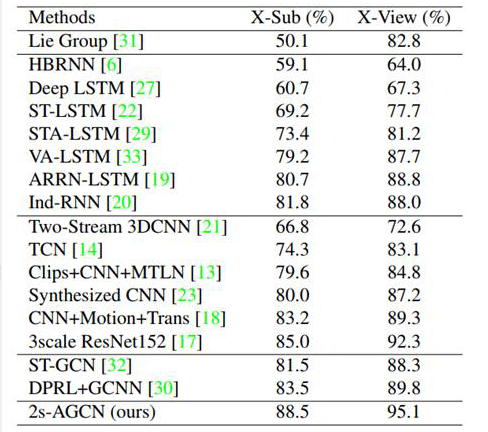 Methods X-Sub (%) X-View (%)
Lie Group [31] 50.1 82.8
HBRNN [6] 59.1 64.0
Deep LSTM [27] 60.7 67.3
ST-LSTM [22] 69.2 77.7
STA-LSTM [29] 73.4 81.2
VA-LSTM [33] 79.2 87.7
ARRN-LSTM [19] 80.7 88.8
Ind-RNN [20] 81.8 88.0
Two-Stream 3DCNN [21] 66.8 72.6
TCN [14] 74.3 83.1
Clips+CNN+MTLN [13] 79.6 84.8
Synthesized CNN [23] 80.0 87.2
CNN+Motion+Trans [18] 83.2 89.3
3scale ResNet152 [17] 85.0 92.3
ST-GCN [32] 81.5 88.3
DPRL+GCNN [30] 83.5 89.8
2s-AGCN (ours) 88.5 95.1